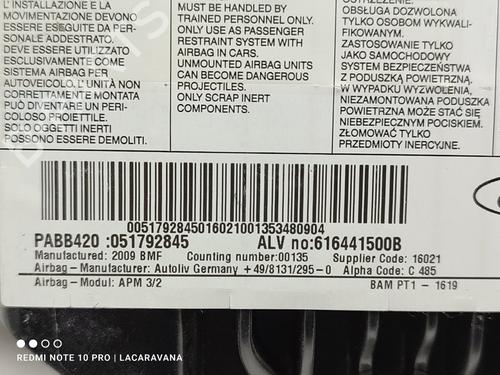 L'INSTALLAZIONE E LA
MOVIMENTAZIONE DEVONO
ESSERE ESEGUITE DA PER-
SONALE ADDESTRATO.
DEVE ESSERE UTILIZZATO
ESCLUSIVAMENTE COME
SISTEMA AIRBAG PER
AUTOVEICOLO. L'UNITÀ NON
CORRETTAMENTE MONTATA
PUÒ DIVENTARE UN PERI-
COLOSO PROIETTILE.
SOLO OGGETTI INERTI
POSSONO ESSERE DEMOLITI.
MUST BE HANDLED BY
TRAINED PERSONNEL ONLY.
ONLY USE AS PASSENGER
RESTRAINT SYSTEM WITH
AIRBAG IN CARS.
UNMOUNTED AIRBAG UNITS
CAN BECOME DANGEROUS
PROJECTILES.
ONLY SCRAP INERT
COMPONENTS.
OSTRZEŻENIE.
OBSŁUGA DOZWOLONA
TYLKO OSOBOM WYKWALI-
FIKOWANYM.
ZASTOSOWANIE TYLKO
JAKO SAMOCHODOWY
SYSTEM BEZPIECZEŃSTWA
Z PODUSZKĄ POWIETRZNĄ.
W WYPADKU WYZWOLENIA,
NIEZAMONTOWANA PODUSZKA
POWIETRZNA MOŻE STAĆ SIĘ
NIEBEZPIECZNYM POCISKIEM.
ZŁOMOWAĆ TYLKO
PRZEDMIOTY INERCYJNE.
0051792845016021001353480904
PABB420 :051792845 ALV no:616441500B
Manufactured: 2009 BMF Counting number: 00135 Supplier Code: 16021
Airbag - Manufacturer: Autoliv Germany +49/8131/295-0 Alpha Code: C 485
Airbag - Modul: APM 3/2 BAM PT1 - 1619
REDMI NOTE 10 PRO | LACARAVANA